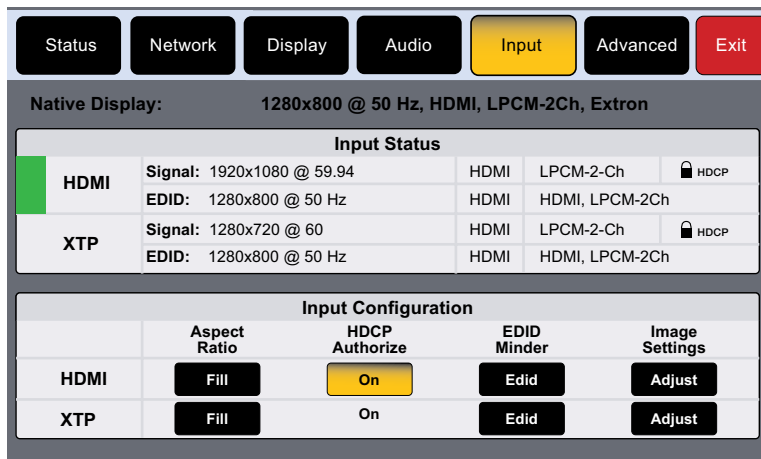 Status Network Display Audio Input Advanced Exit
Native Display: 1280x800 @ 50 Hz, HDMI, LPCM-2Ch, Extron
Input Status
HDMI
Signal: 1920x1080 @ 59.94 HDMI LPCM-2-Ch HDCP
EDID: 1280x800 @ 50 Hz HDMI HDMI, LPCM-2Ch
XTP
Signal: 1280x720 @ 60 HDMI LPCM-2-Ch HDCP
EDID: 1280x800 @ 50 Hz HDMI HDMI, LPCM-2Ch
Input Configuration
Aspect Ratio HDCP Authorize EDID Minder Image Settings
HDMI Fill On Edid Adjust
XTP Fill On Edid Adjust